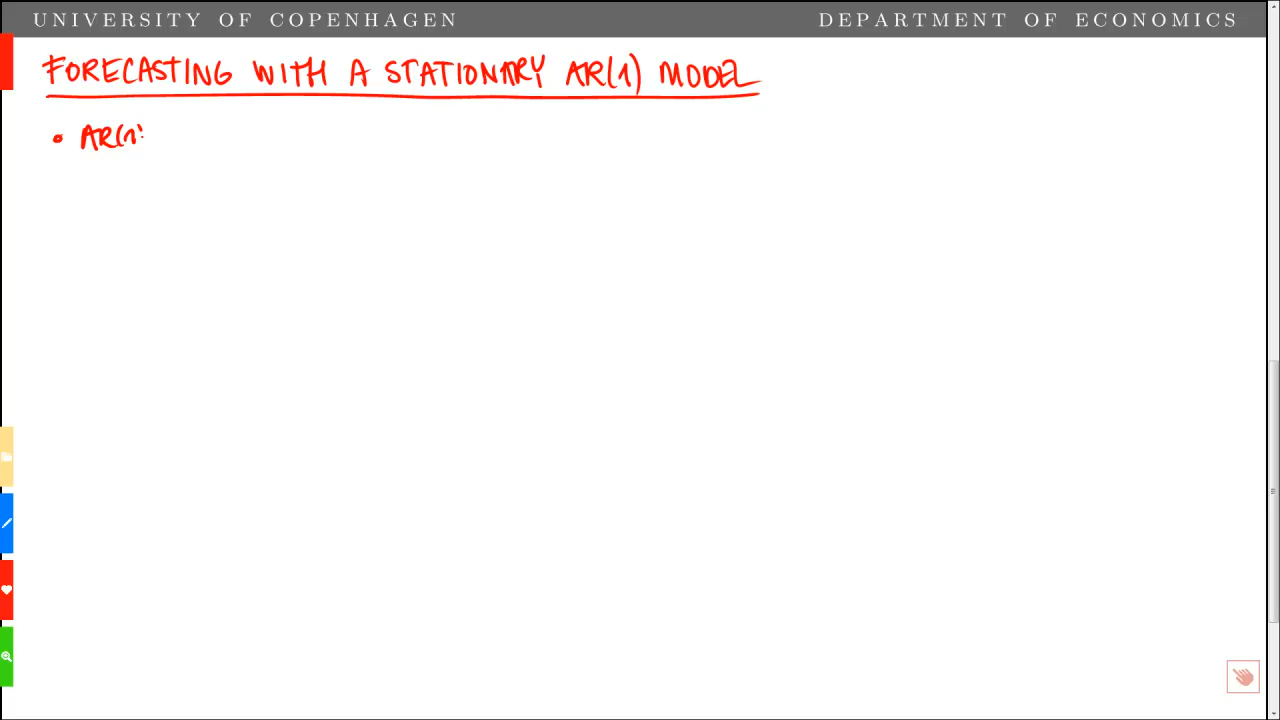 UNIVERSITY OF COPENHAGEN DEPARTMENT OF ECONOMICS
FORECASTING WITH A STATIONARY AR(1) MODEL
• AR(1)